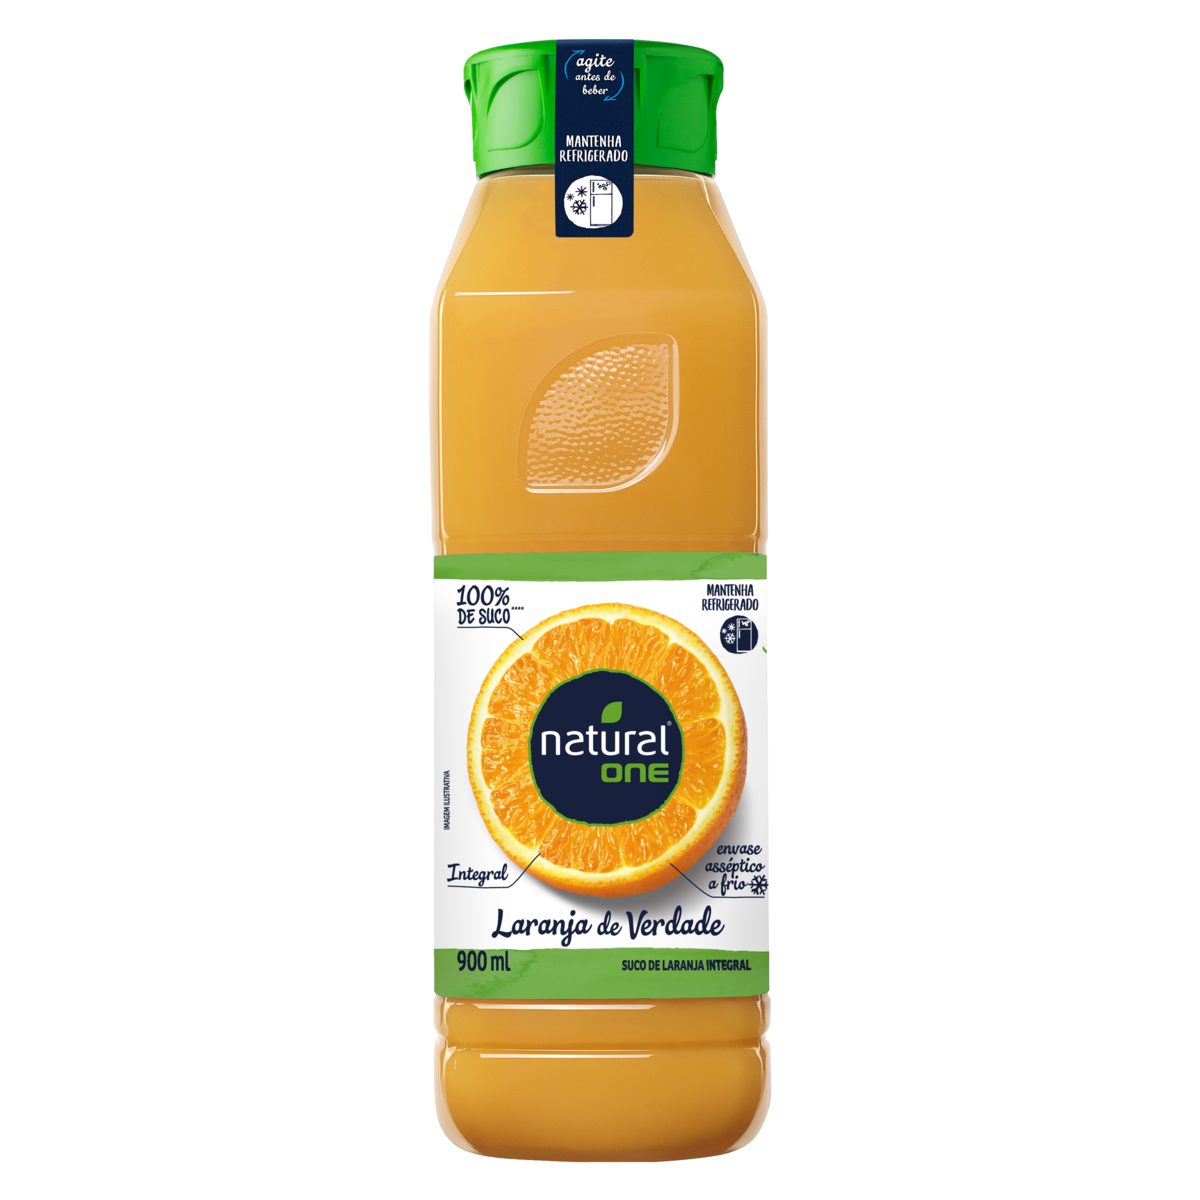 agite
antes de
beber
MANTENHA
REFRIGERADO
100%
DE SUCO****
MANTENHA
REFRIGERADO
natural®
ONE
IMAGEM ILUSTRATIVA
Integral
envase
asséptico
a frio
Laranja de Verdade
900 ml
SUCO DE LARANJA INTEGRAL